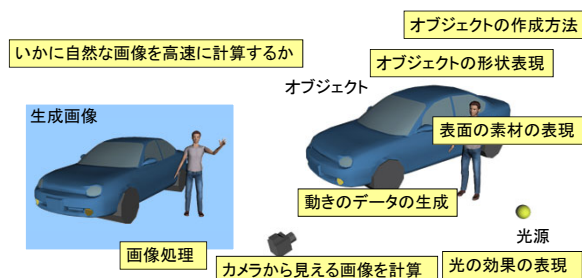 オブジェクトの作成方法
いかに自然な画像を高速に計算するか
オブジェクトの形状表現
オブジェクト
生成画像
表面の素材の表現
動きのデータの生成
光源
画像処理
カメラから見える画像を計算
光の効果の表現